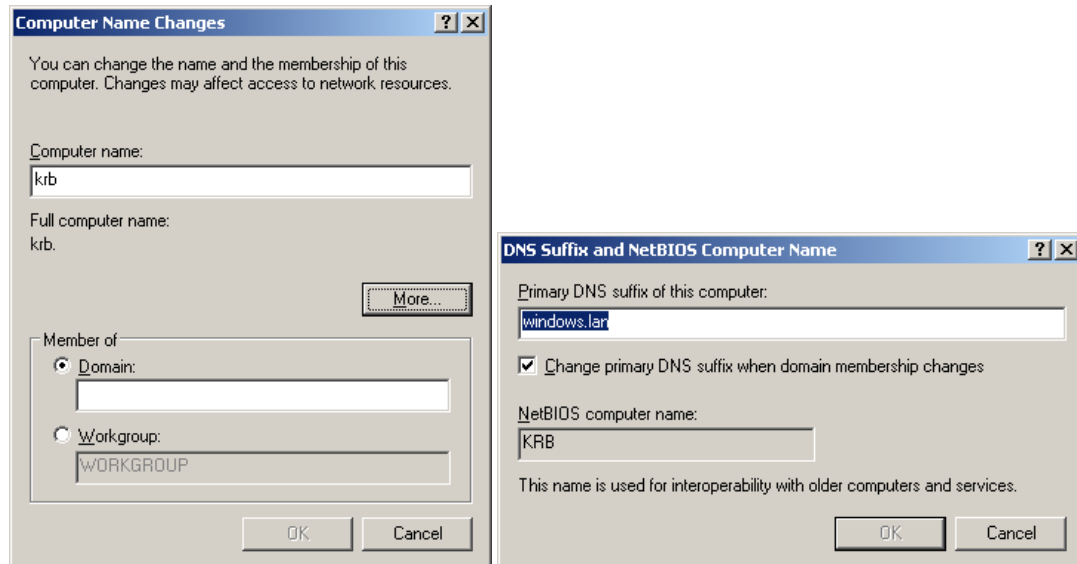 Computer Name Changes
You can change the name and the membership of this
computer. Changes may affect access to network resources.
Computer name:
krb
Full computer name:
krb.
More...
Member of
Domain:
Workgroup:
WORKGROUP
OK
Cancel
DNS Suffix and NetBIOS Computer Name
Primary DNS suffix of this computer:
windows.lan
Change primary DNS suffix when domain membership changes
NetBIOS computer name:
KRB
This name is used for interoperability with older computers and services.
OK
Cancel